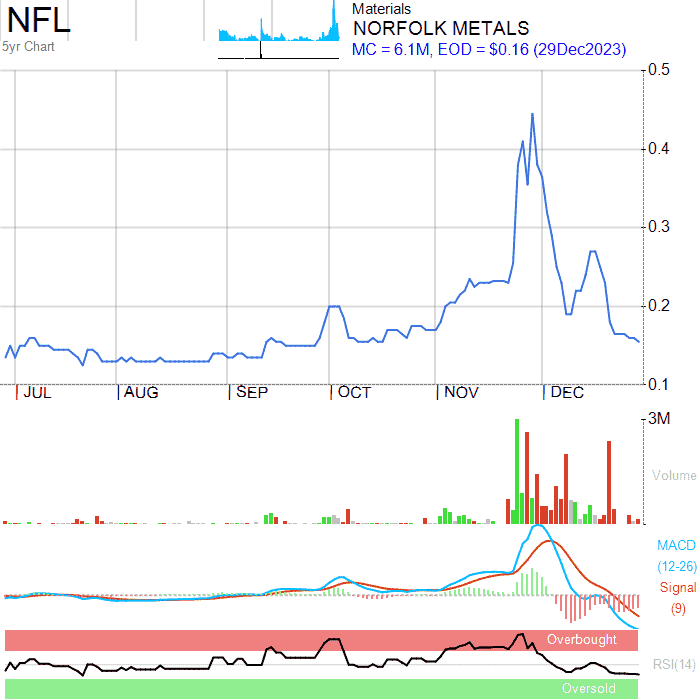 NFL
5yr Chart
Materials
NORFOLK METALS
MC = 6.1M, EOD = $0.16 (29Dec2023)
0.5
0.4
0.3
0.2
0.1
JUL AUG SEP OCT NOV DEC
3M
Volume
MACD
(12-26)
Signal
(9)
Overbought
RSI(14)
Oversold